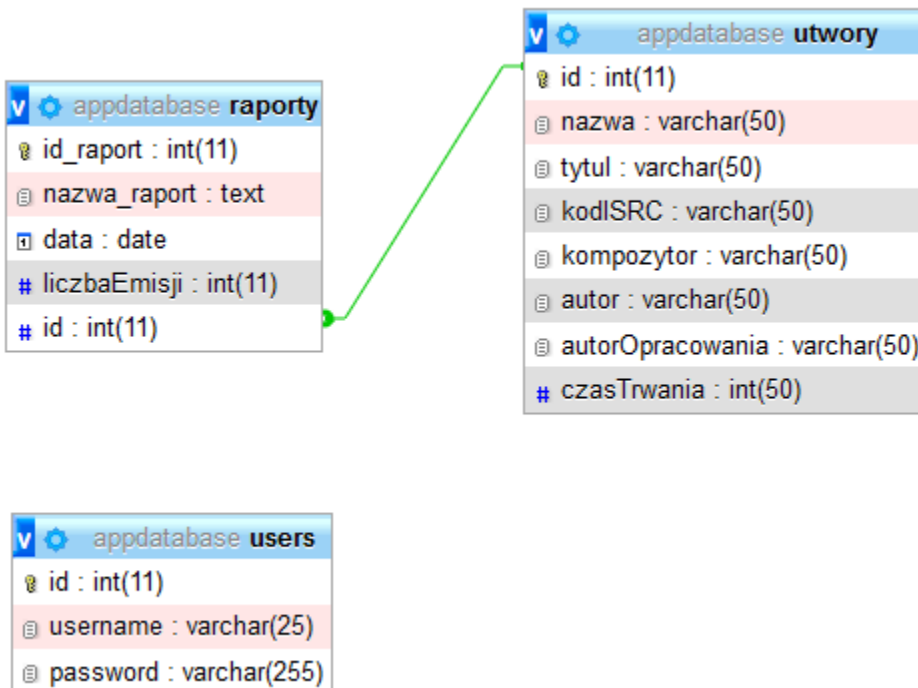 v appdatabase raporty
id_raport : int(11)
nazwa_raport : text
data : date
# liczbaEmisji : int(11)
# id : int(11)
v appdatabase utwory
id : int(11)
nazwa : varchar(50)
tytul : varchar(50)
kodISRC : varchar(50)
kompozytor : varchar(50)
autor : varchar(50)
autorOpracowania : varchar(50)
# czasTrwania : int(50)
v appdatabase users
id : int(11)
username : varchar(25)
password : varchar(255)